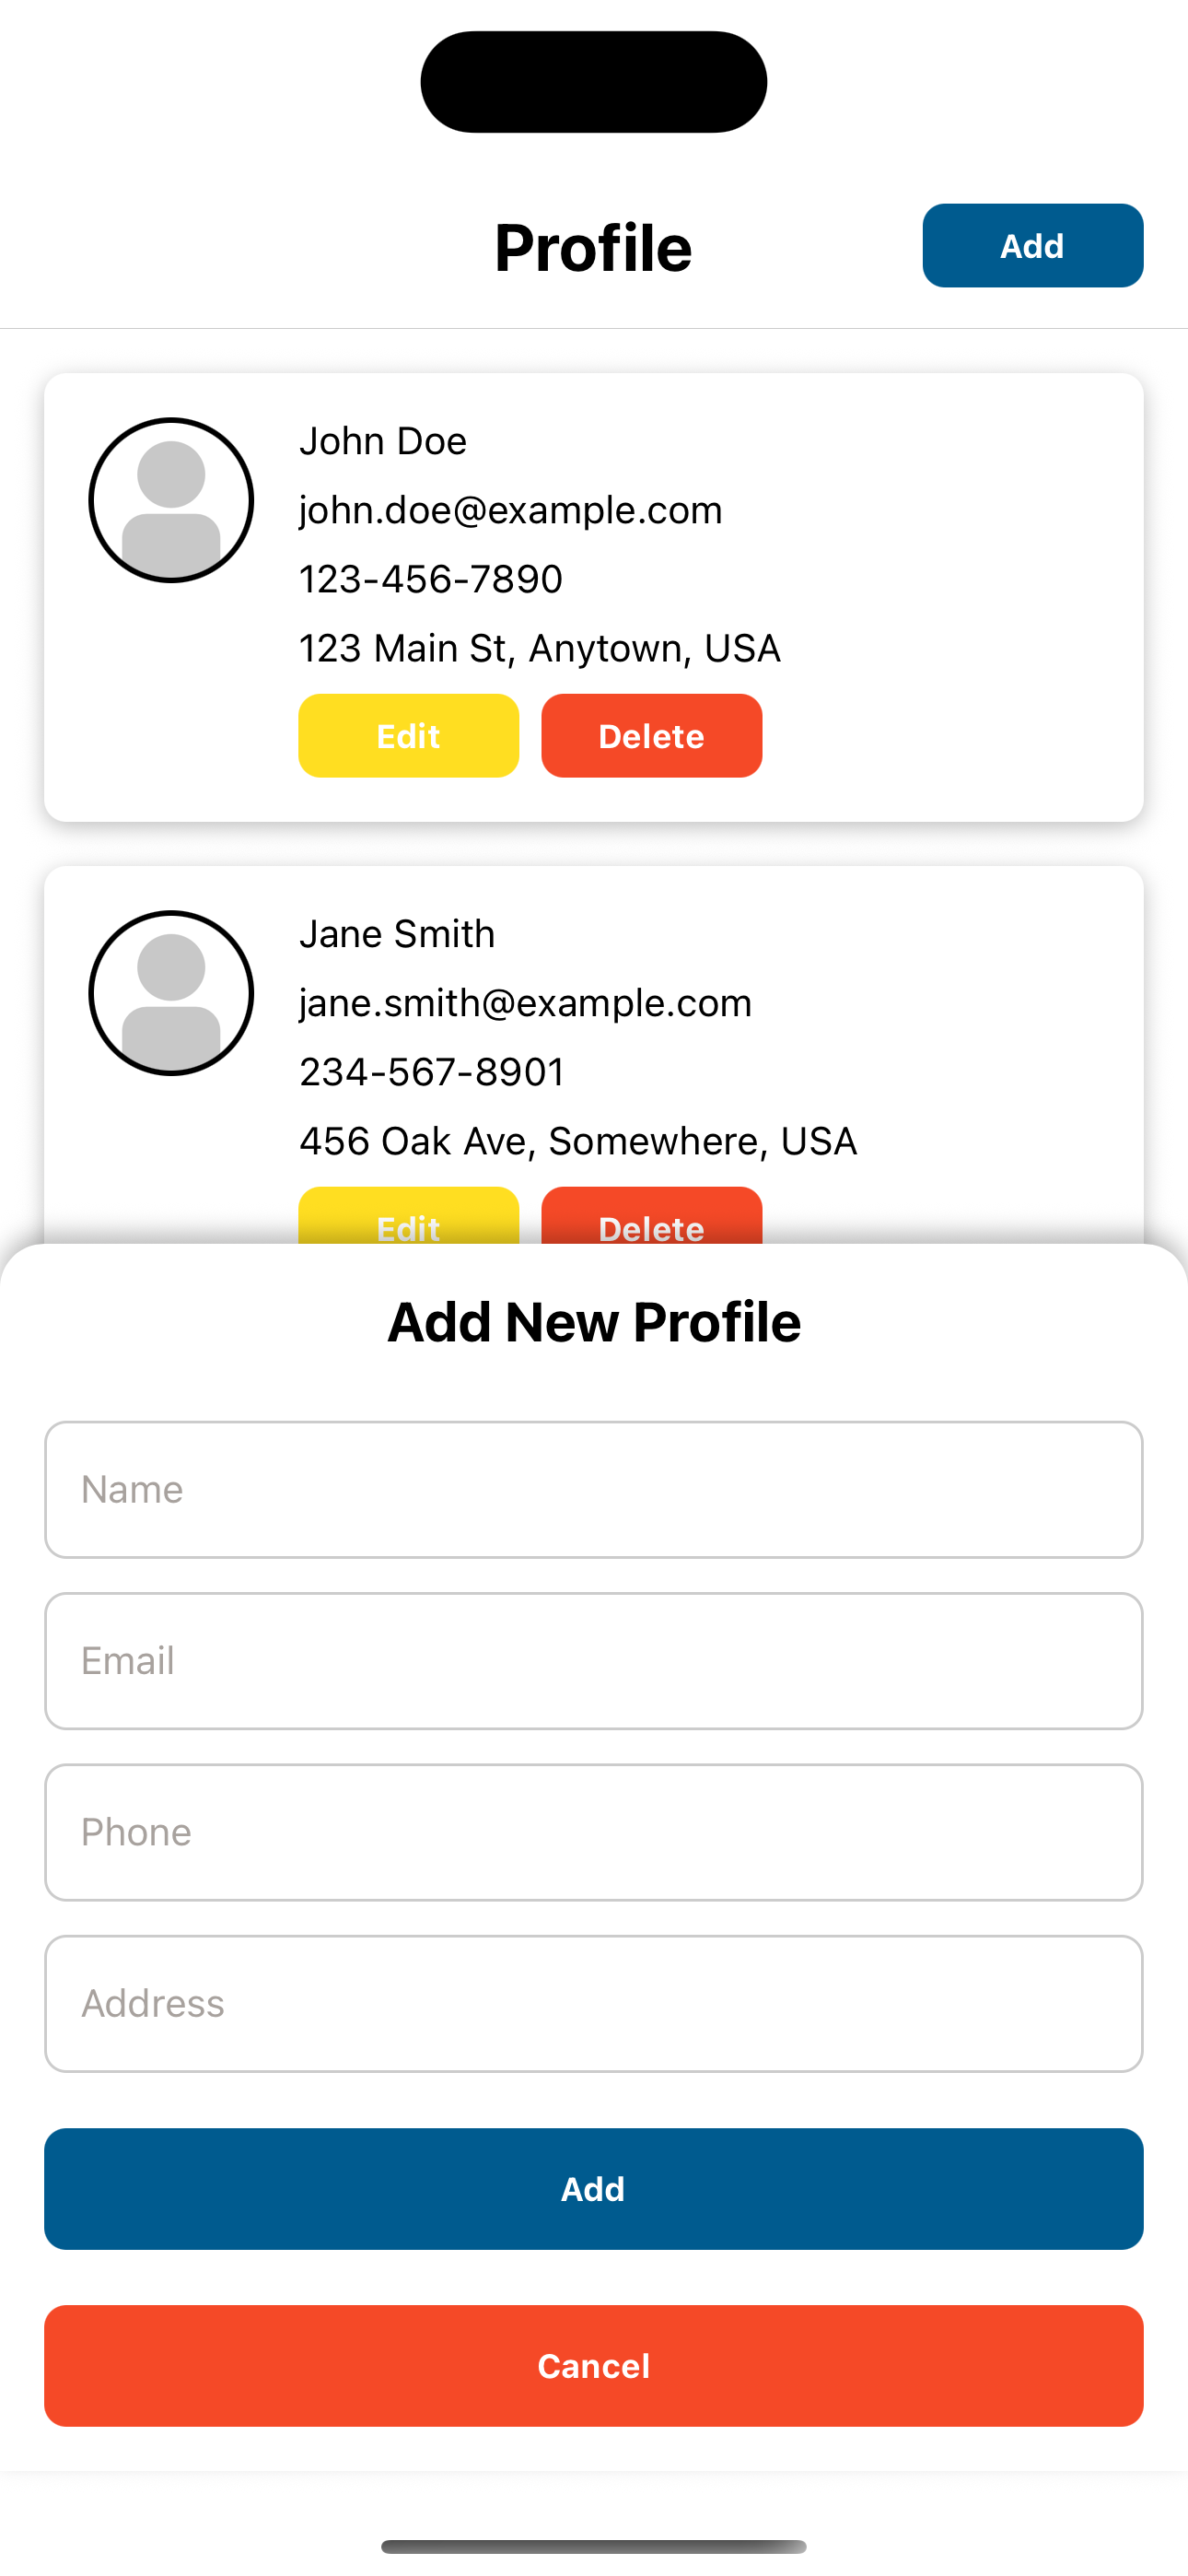 Profile
Add
John Doe
john.doe@example.com
123-456-7890
123 Main St, Anytown, USA
Edit
Delete
Jane Smith
jane.smith@example.com
234-567-8901
456 Oak Ave, Somewhere, USA
Edit
Delete
Add New Profile
Name
Email
Phone
Address
Add
Cancel